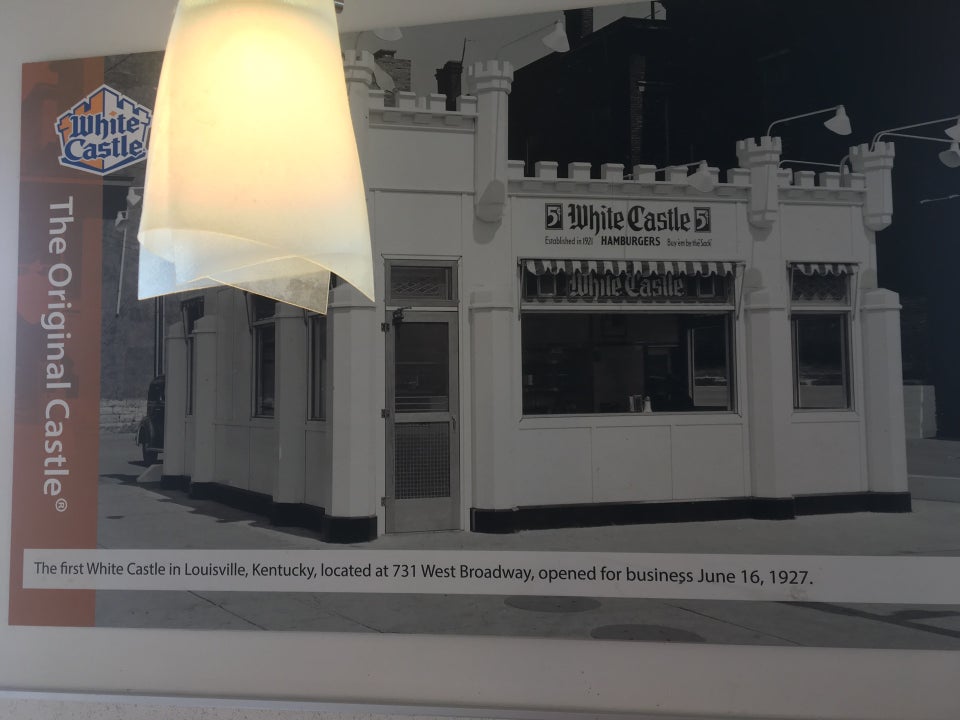 White
Castle
The Original Castle®
5¢ White Castle 5¢
Established in 1921 HAMBURGERS Buy 'em by the Sack
White Castle
The first White Castle in Louisville, Kentucky, located at 731 West Broadway, opened for business June 16, 1927.